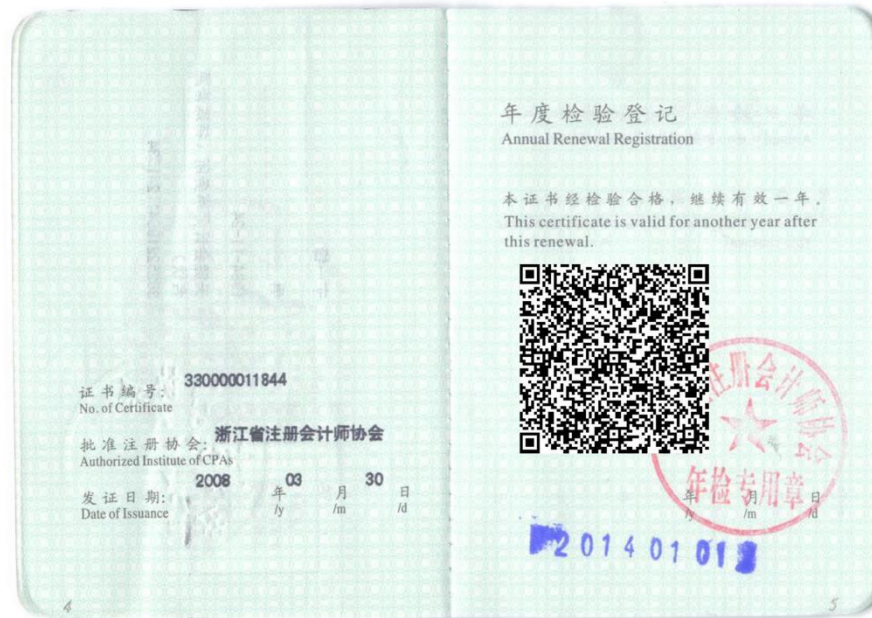 证书编号: 330000011844
No. of Certificate
批准注册协会: 浙江省注册会计师协会
Authorized Institute of CPAs
发证日期: 2008 年 03 月 30 日
Date of Issuance /y /m /d
4
年度检验登记
Annual Renewal Registration
本证书经检验合格，继续有效一年。
This certificate is valid for another year after
this renewal.
注册会计师协会
年检专用章
年 月 日
/y /m /d
2014 01 01
5